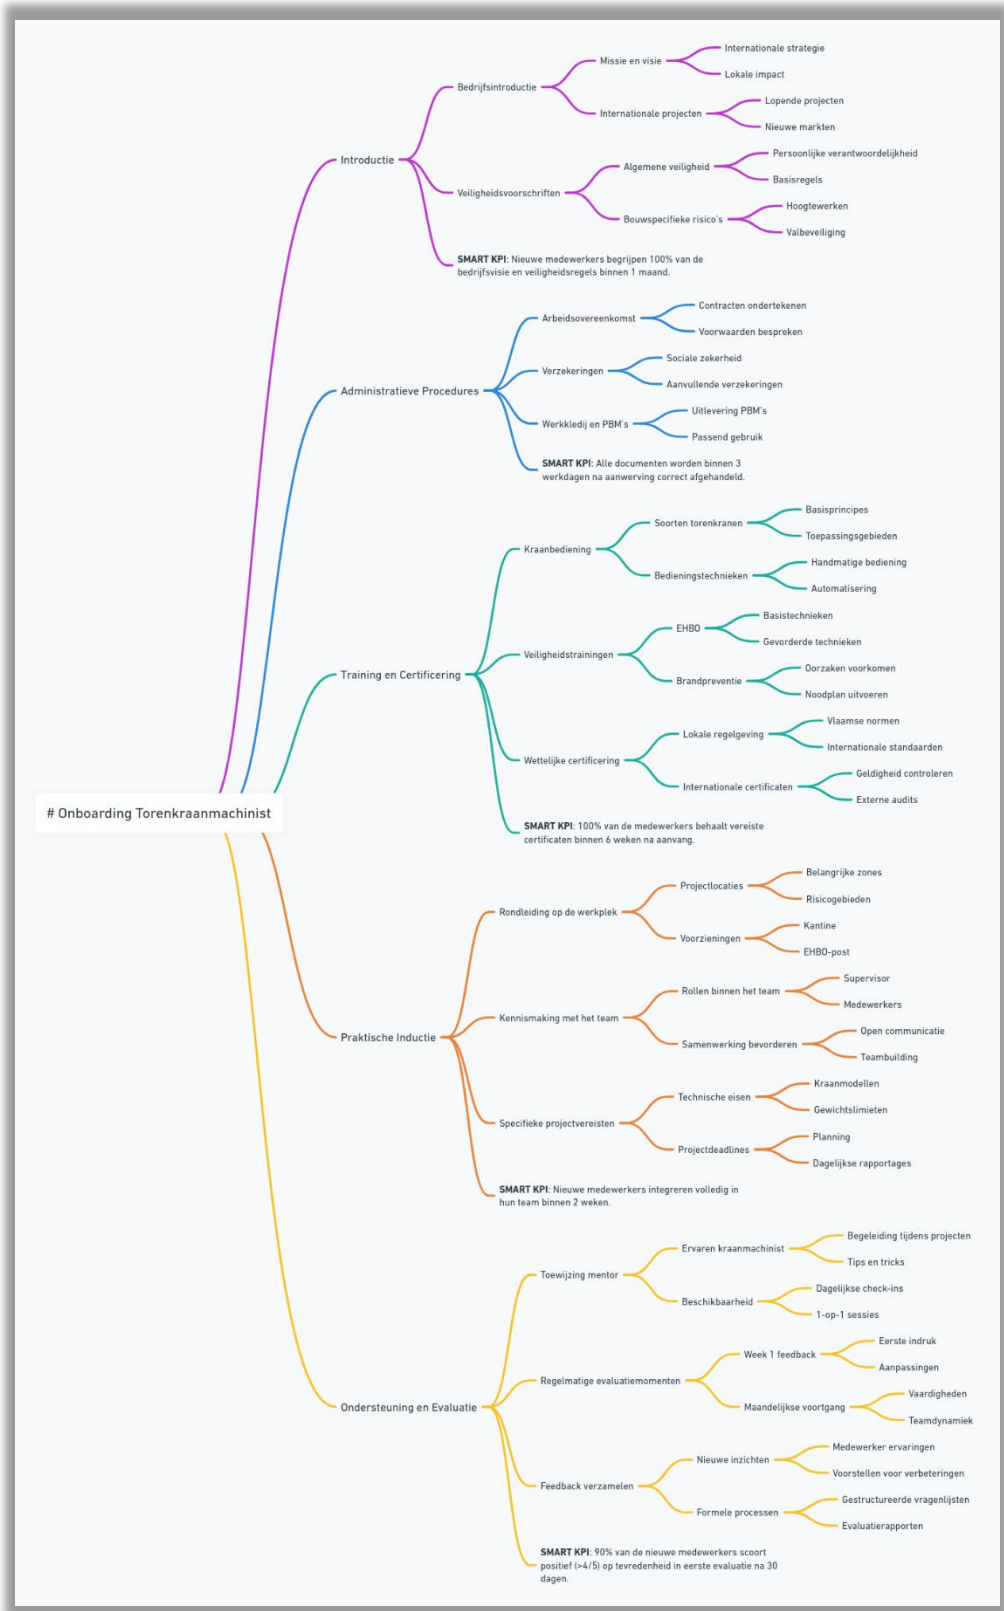 # Onboarding Torenkraanmachinist
Introductie
Bedrijfsintroductie
Missie en visie
Internationale strategie
Lokale impact
Internationale projecten
Lopende projecten
Nieuwe markten
Veiligheidsvoorschriften
Algemene veiligheid
Persoonlijke verantwoordelijkheid
Basisregels
Bouwspecifieke risico's
Hoogtewerken
Valbeveiliging
SMART KPI: Nieuwe medewerkers begrijpen 100% van de
bedrijfsvisie en veiligheidsregels binnen 1 maand.
Administratieve Procedures
Arbeidsovereenkomst
Contracten ondertekenen
Voorwaarden bespreken
Verzekeringen
Sociale zekerheid
Aanvullende verzekeringen
Werkkledij en PBM's
Uitlevering PBM's
Passend gebruik
SMART KPI: Alle documenten worden binnen 3
werkdagen na aanwerving correct afgehandeld.
Training en Certificering
Kraanbediening
Soorten torenkranen
Basisprincipes
Toepassingsgebieden
Bedieningstechnieken
Handmatige bediening
Automatisering
Veiligheidstrainingen
EHBO
Basistechnieken
Gevorderde technieken
Brandpreventie
Oorzaken voorkomen
Noodplan uitvoeren
Wettelijke certificering
Lokale regelgeving
Vlaamse normen
Internationale standaarden
Internationale certificaten
Geldigheid controleren
Externe audits
SMART KPI: 100% van de medewerkers behaalt vereiste
certificaten binnen 6 weken na aanvang.
Praktische Inductie
Rondleiding op de werkplek
Projectlocaties
Belangrijke zones
Risicogebieden
Voorzieningen
Kantine
EHBO-post
Kennismaking met het team
Rollen binnen het team
Supervisor
Medewerkers
Samenwerking bevorderen
Open communicatie
Teambuilding
Specifieke projectvereisten
Technische eisen
Kraanmodellen
Gewichtslimieten
Projectdeadlines
Planning
Dagelijkse rapportages
SMART KPI: Nieuwe medewerkers integreren volledig in
hun team binnen 2 weken.
Ondersteuning en Evaluatie
Toewijzing mentor
Ervaren kraanmachinist
Begeleiding tijdens projecten
Tips en tricks
Beschikbaarheid
Dagelijkse check-ins
1-op-1 sessies
Regelmatige evaluatiemomenten
Week 1 feedback
Eerste indruk
Aanpassingen
Maandelijkse voortgang
Vaardigheden
Teamdynamiek
Feedback verzamelen
Nieuwe inzichten
Medewerker ervaringen
Voorstellen voor verbeteringen
Formele processen
Gestructureerde vragenlijsten
Evaluatierapporten
SMART KPI: 90% van de nieuwe medewerkers scoort
positief (>4/5) op tevredenheid in eerste evaluatie na 30
dagen.